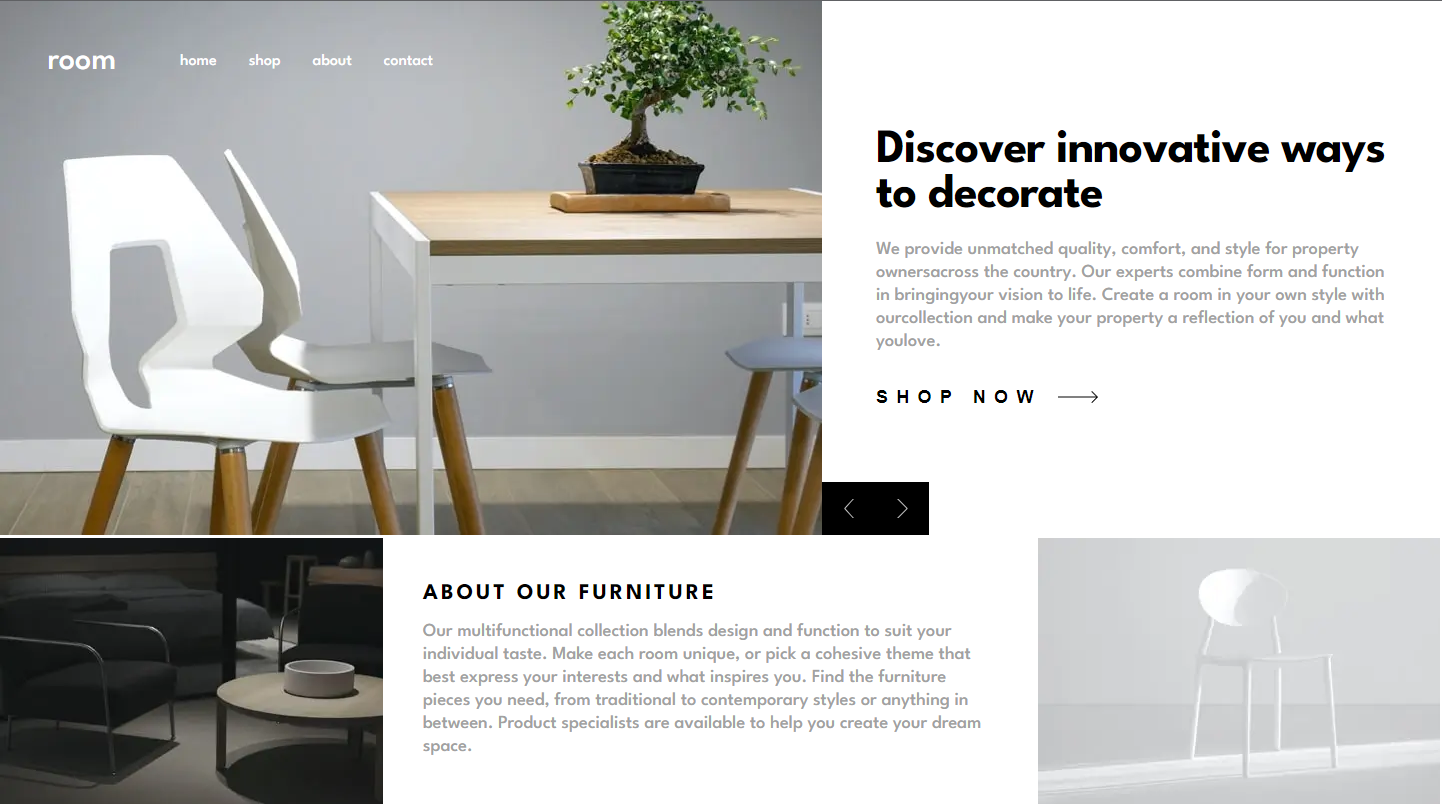 room
home shop about contact
Discover innovative ways
to decorate
We provide unmatched quality, comfort, and style for property
ownersacross the country. Our experts combine form and function
in bringingyour vision to life. Create a room in your own style with
ourcollection and make your property a reflection of you and what
youlove.
SHOP NOW
ABOUT OUR FURNITURE
Our multifunctional collection blends design and function to suit your
individual taste. Make each room unique, or pick a cohesive theme that
best express your interests and what inspires you. Find the furniture
pieces you need, from traditional to contemporary styles or anything in
between. Product specialists are available to help you create your dream
space.